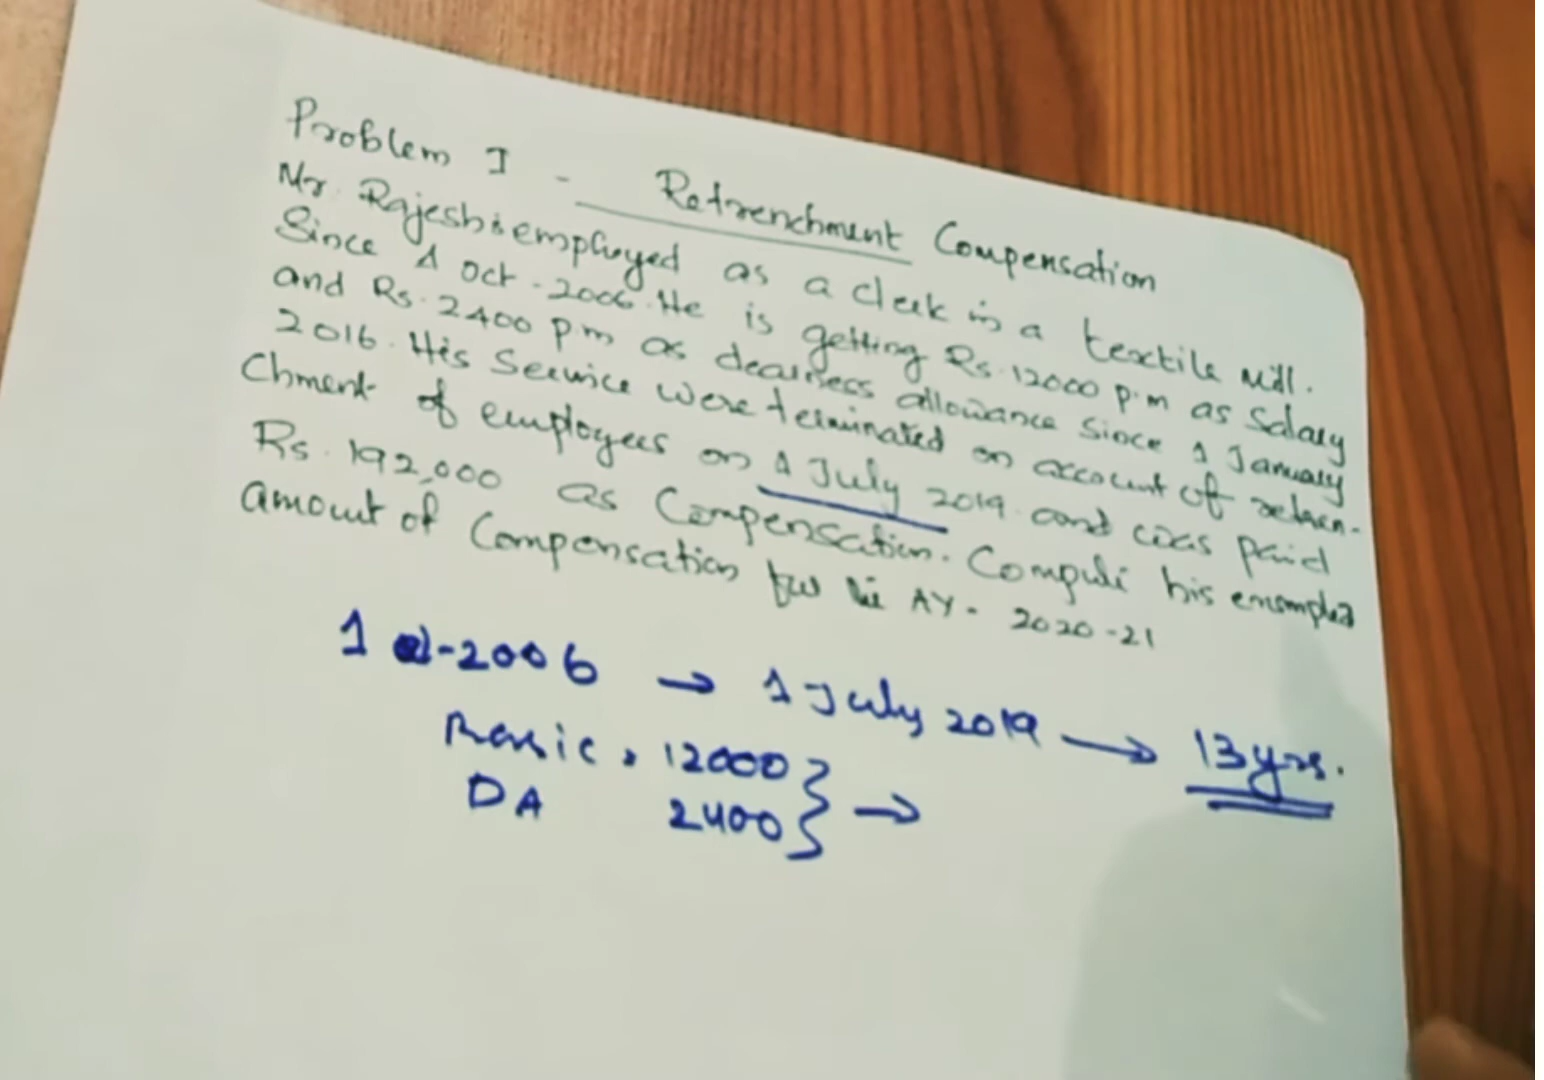 Problem I - Retrenchment Compensation
Mr. Rajesh is employed as a clerk in a textile Mill.
Since 1 Oct - 2006. He is getting Rs. 12000 p.m as Salary
and Rs. 2400 p.m as dearness allowance since 1 January
2016. His Service were terminated on account of retren-
chment of employees on 1 July 2019 and was paid
Rs. 192,000 as Compensation. Compute his exempted
amount of Compensation for the AY - 2020-21
1 2006 → 1 July 2019 → 13 yrs.
Basic 12000 } →
DA 2400